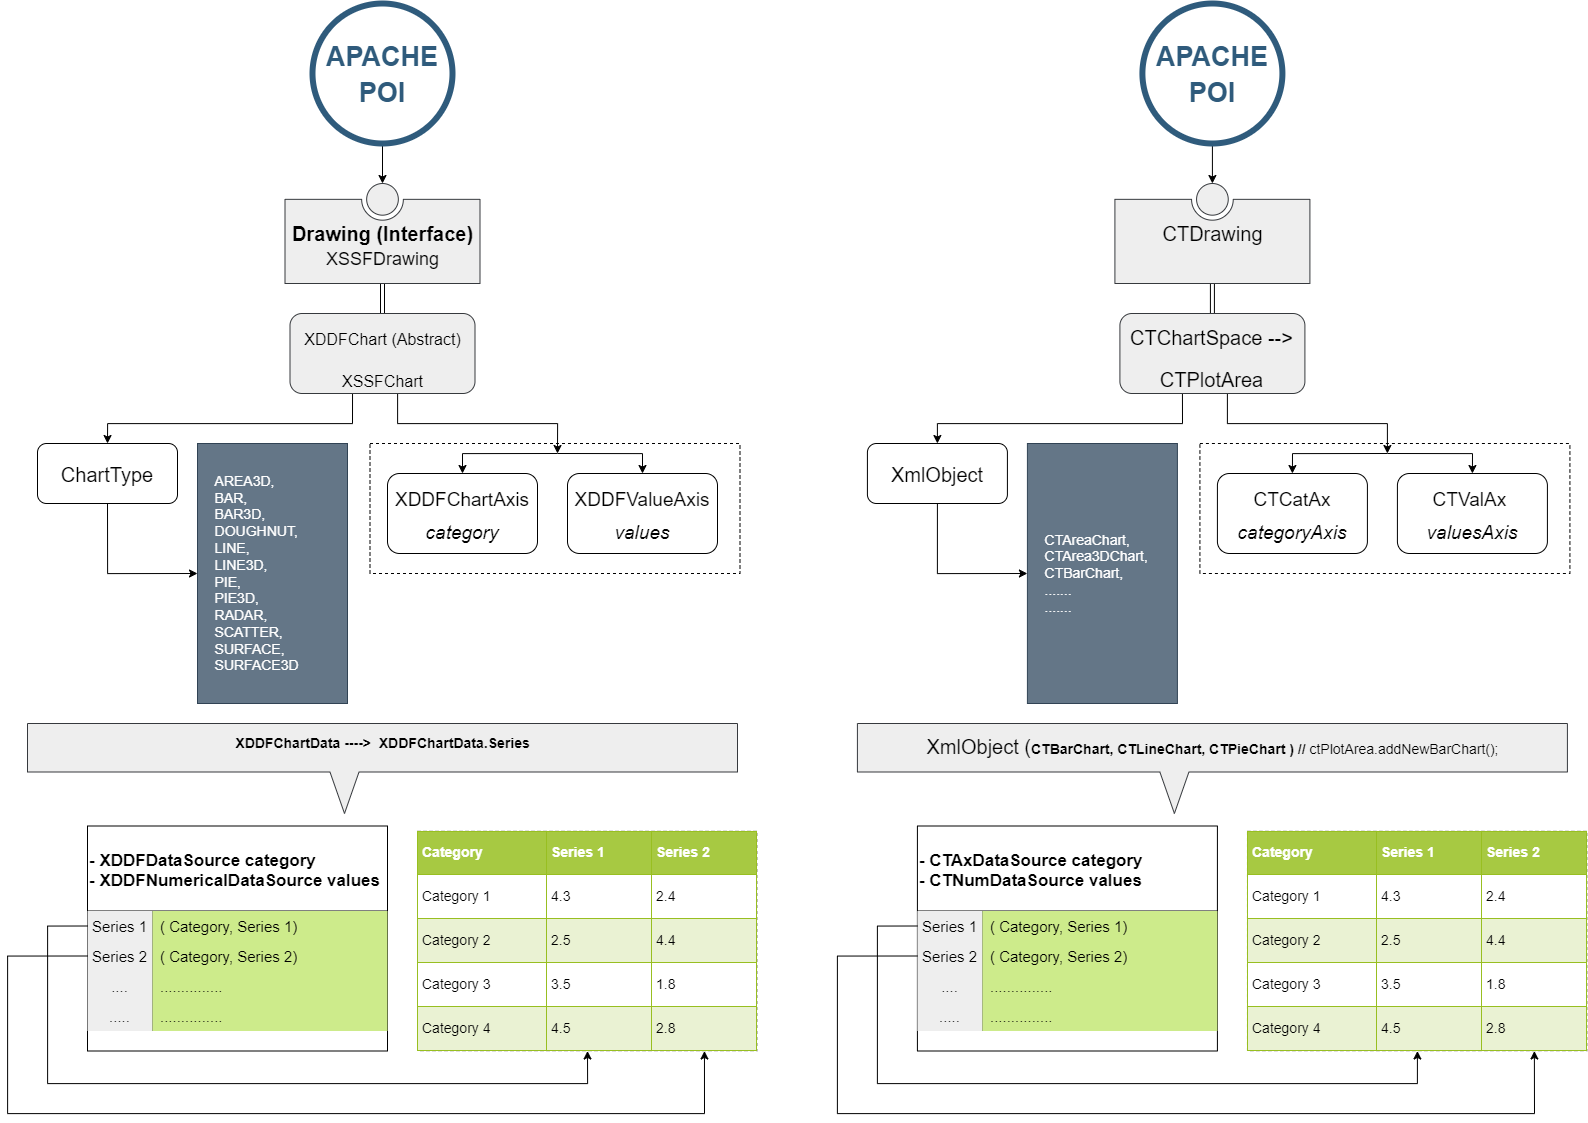 APACHE
POI
Drawing (Interface)
XSSFDrawing
XDDFChart (Abstract)
XSSFChart
ChartType
AREA3D,
BAR,
BAR3D,
DOUGHNUT,
LINE,
LINE3D,
PIE,
PIE3D,
RADAR,
SCATTER,
SURFACE,
SURFACE3D
XDDFChartAxis
category
XDDFValueAxis
values
XDDFChartData ----> XDDFChartData.Series
- XDDFDataSource category
- XDDFNumericalDataSource values
Series 1 ( Category, Series 1)
Series 2 ( Category, Series 2)
.... ...............
..... ...............
Category Series 1 Series 2
Category 1 4.3 2.4
Category 2 2.5 4.4
Category 3 3.5 1.8
Category 4 4.5 2.8
APACHE
POI
CTDrawing
CTChartSpace -->
CTPlotArea
XmlObject
CTAreaChart,
CTArea3DChart,
CTBarChart,
.......
.......
CTCatAx
categoryAxis
CTValAx
valuesAxis
XmlObject (CTBarChart, CTLineChart, CTPieChart ) // ctPlotArea.addNewBarChart();
- CTAxDataSource category
- CTNumDataSource values
Series 1 ( Category, Series 1)
Series 2 ( Category, Series 2)
.... ...............
..... ...............
Category Series 1 Series 2
Category 1 4.3 2.4
Category 2 2.5 4.4
Category 3 3.5 1.8
Category 4 4.5 2.8